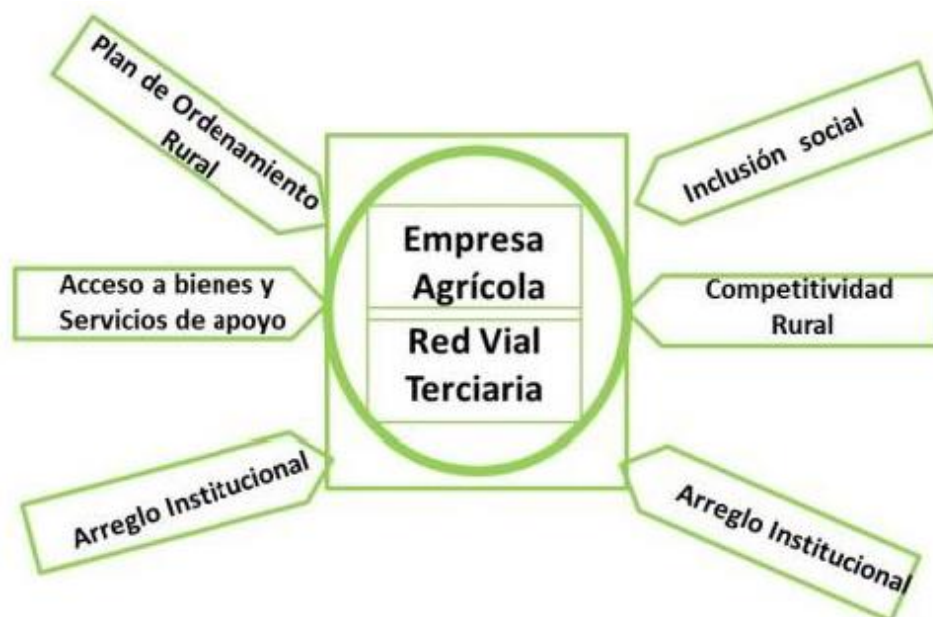 Plan de Ordenamiento
Rural
Inclusión social
Empresa
Agrícola
Acceso a bienes y
Servicios de apoyo
Competitividad
Rural
Red Vial
Terciaria
Arreglo Institucional
Arreglo Institucional